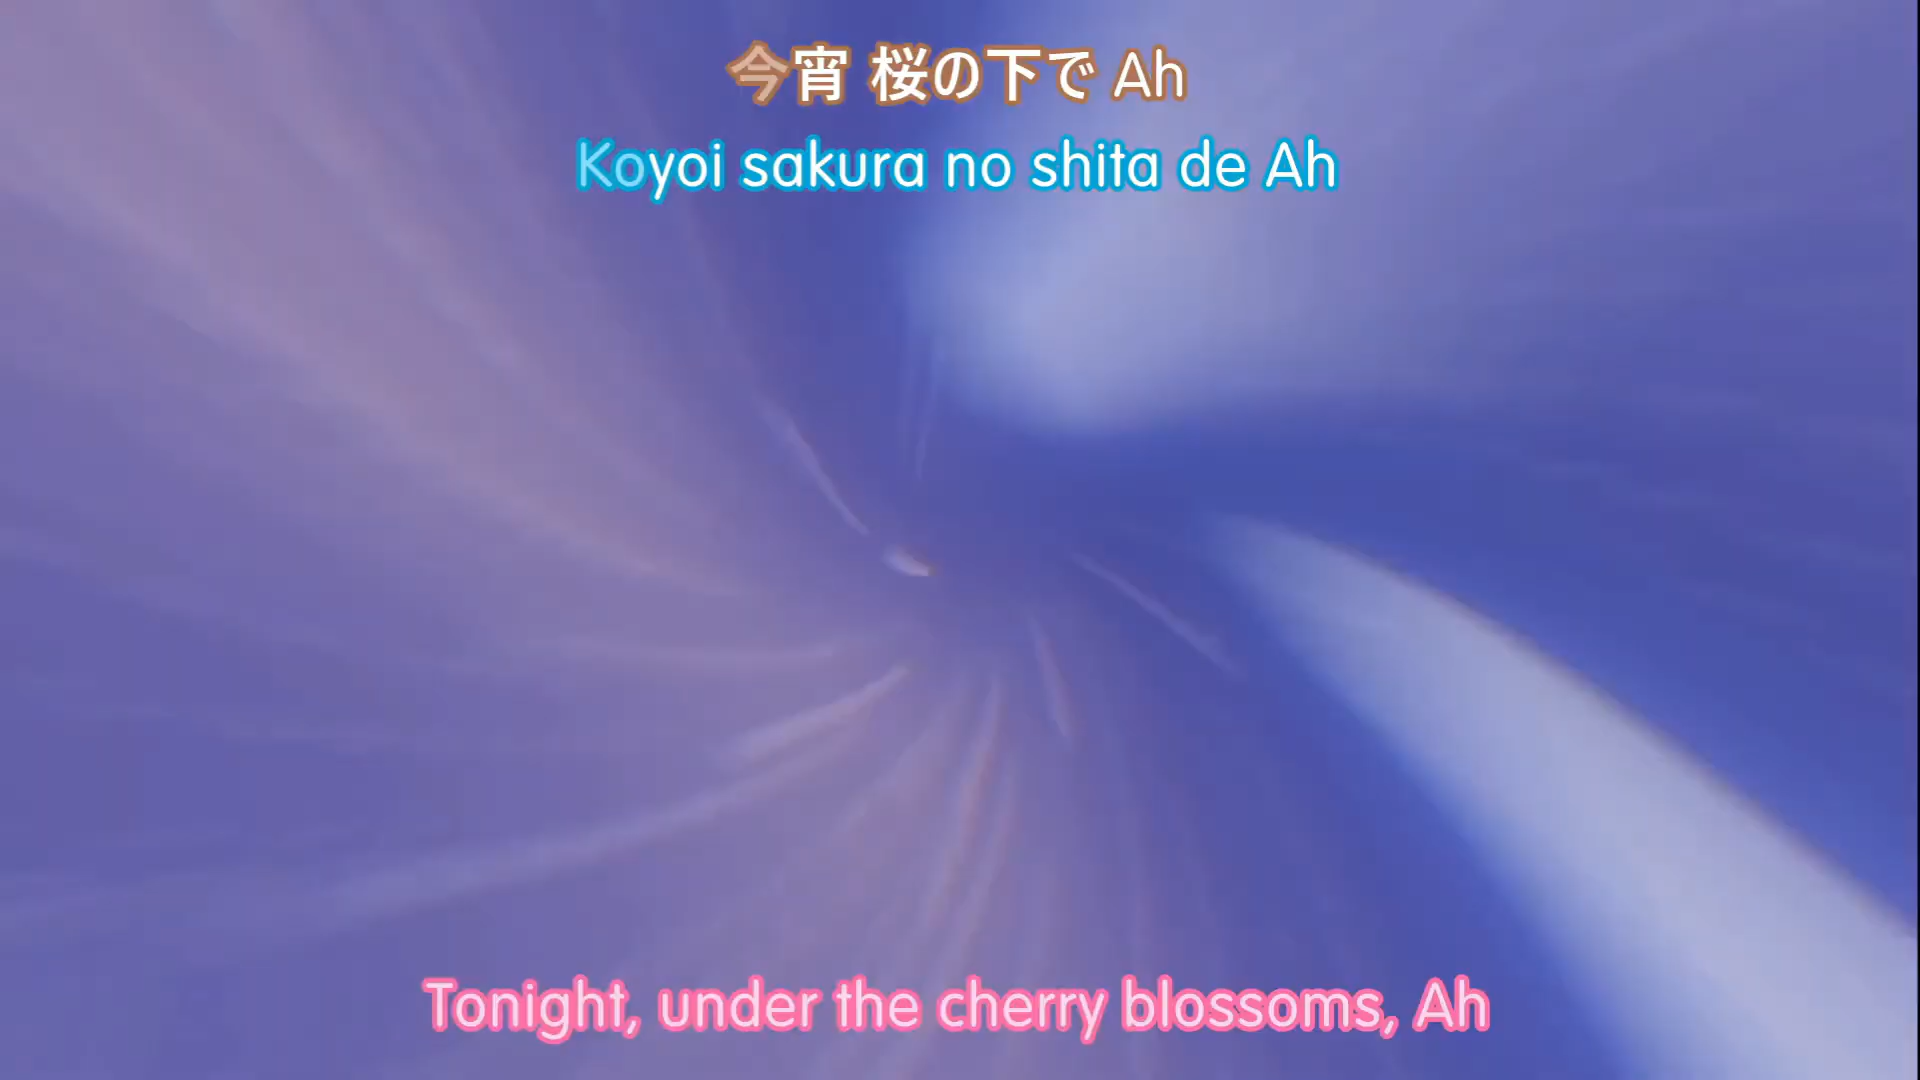 今宵 桜の下で Ah
Koyoi sakura no shita de Ah
Tonight, under the cherry blossoms, Ah